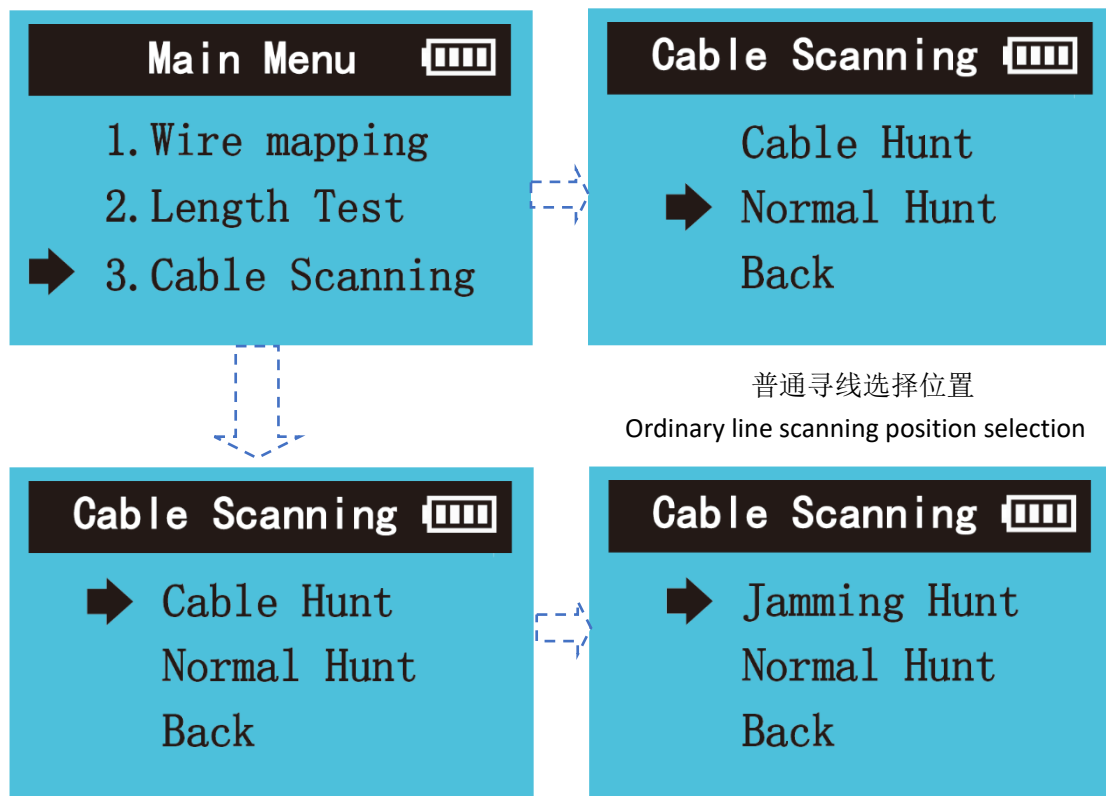 Main Menu
1. Wire mapping
2. Length Test
3. Cable Scanning
Cable Scanning
Cable Hunt
Normal Hunt
Back
普通寻线选择位置
Ordinary line scanning position selection
Cable Scanning
Cable Hunt
Normal Hunt
Back
Cable Scanning
Jamming Hunt
Normal Hunt
Back